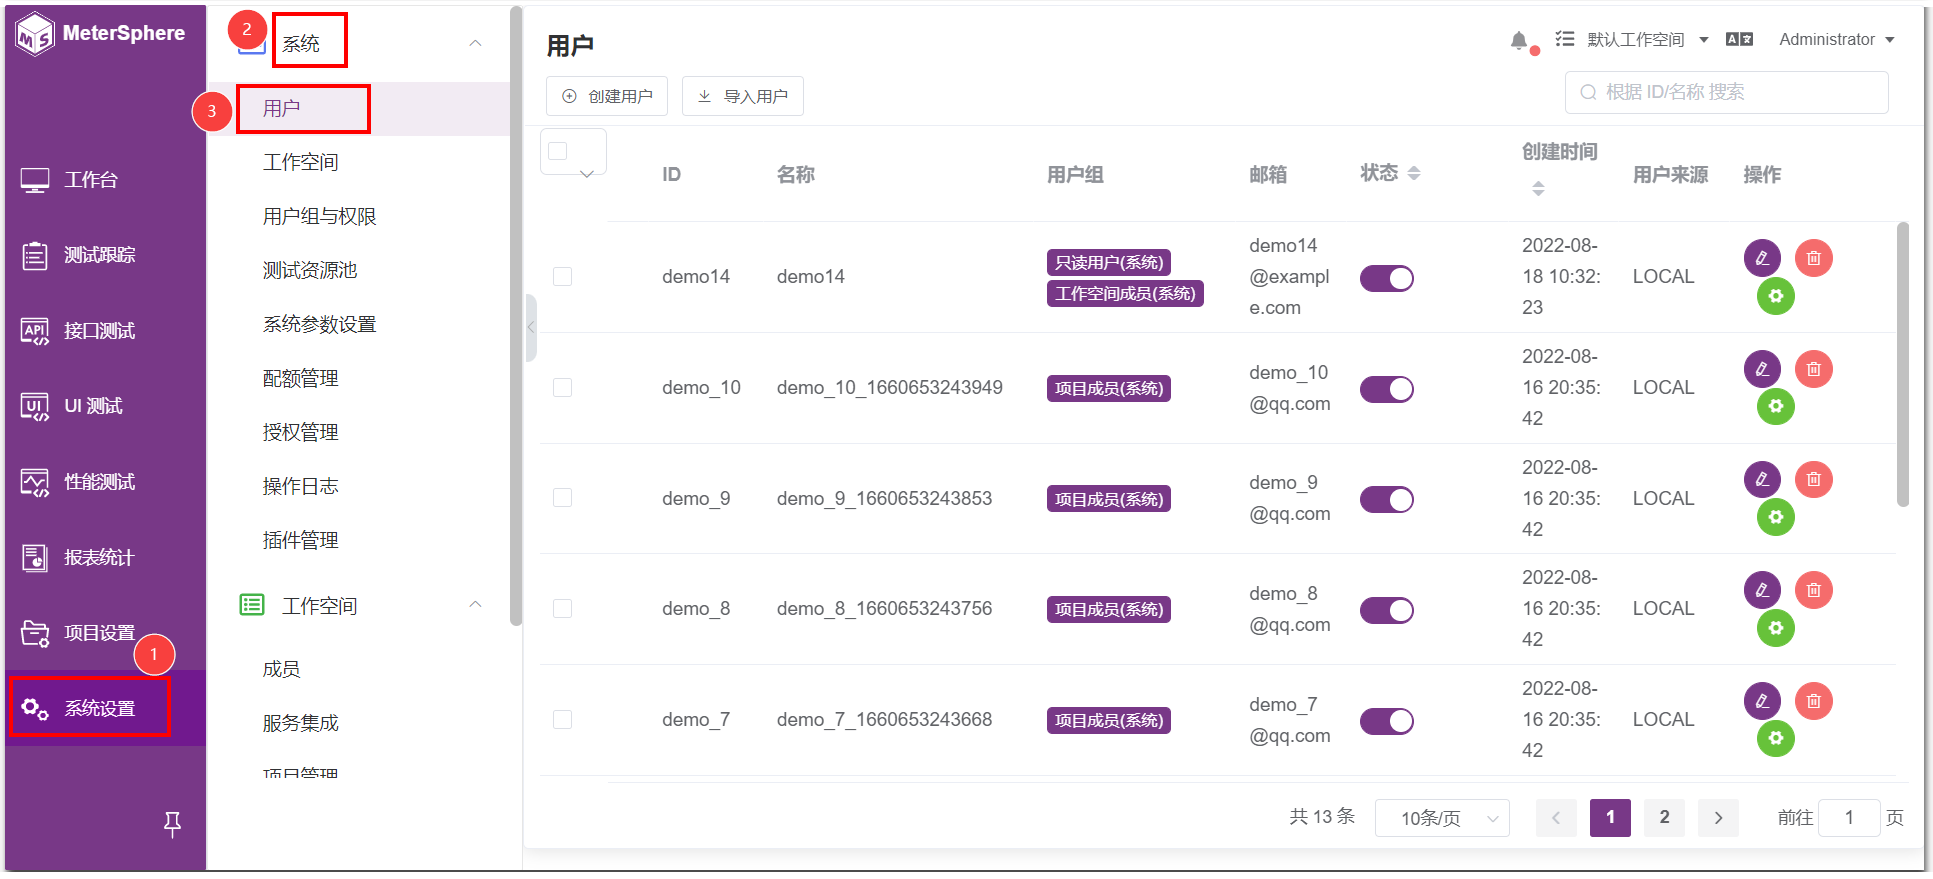 MeterSphere
工作台
测试跟踪
API
接口测试
UI
UI 测试
性能测试
报表统计
项目设置
1
系统设置
2
系统
3
用户
工作空间
用户组与权限
测试资源池
系统参数设置
配额管理
授权管理
操作日志
插件管理
工作空间
成员
服务集成
项目管理
用户
默认工作空间
Administrator
创建用户
导入用户
根据 ID/名称 搜索
ID 名称 用户组 邮箱 状态 创建时间 用户来源 操作
demo14 demo14 只读用户(系统) 工作空间成员(系统) demo14@example.com 2022-08-18 10:32:23 LOCAL
demo_10 demo_10_1660653243949 项目成员(系统) demo_10@qq.com 2022-08-16 20:35:42 LOCAL
demo_9 demo_9_1660653243853 项目成员(系统) demo_9@qq.com 2022-08-16 20:35:42 LOCAL
demo_8 demo_8_1660653243756 项目成员(系统) demo_8@qq.com 2022-08-16 20:35:42 LOCAL
demo_7 demo_7_1660653243668 项目成员(系统) demo_7@qq.com 2022-08-16 20:35:42 LOCAL
共 13 条 10条/页 1 2 前往 1 页